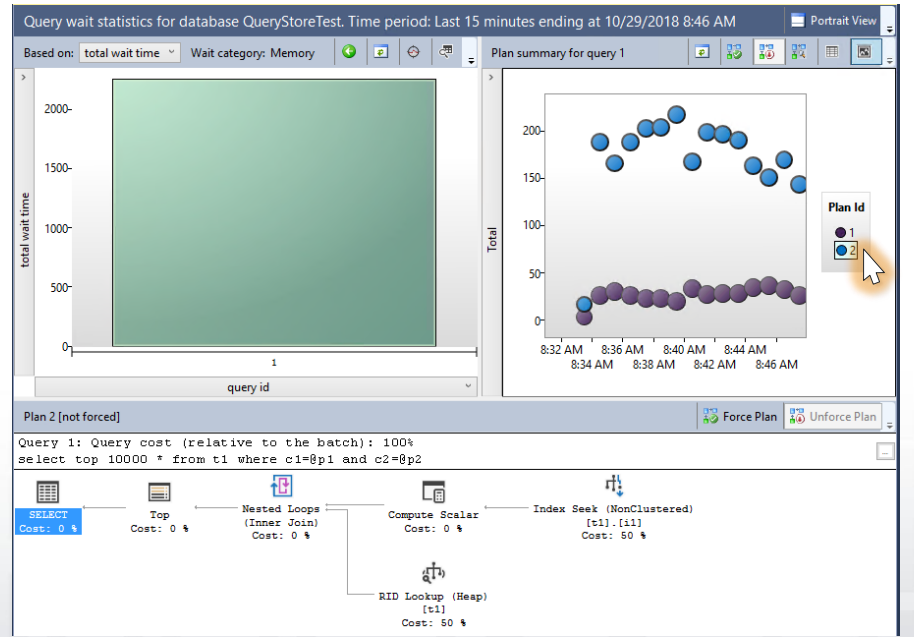 Query wait statistics for database QueryStoreTest. Time period: Last 15 minutes ending at 10/29/2018 8:46 AM
Portrait View
Based on: total wait time Wait category: Memory
Plan summary for query 1
total wait time
2000
1500
1000
500
0
1
query id
Total
200
150
100
50
0
8:32 AM 8:36 AM 8:40 AM 8:44 AM
8:34 AM 8:38 AM 8:42 AM 8:46 AM
Plan Id
1
2
Plan 2 [not forced]
Force Plan Unforce Plan
Query 1: Query cost (relative to the batch): 100%
select top 10000 * from t1 where c1=@p1 and c2=@p2
SELECT
Cost: 0 %
Top
Cost: 0 %
Nested Loops
(Inner Join)
Cost: 0 %
Compute Scalar
Cost: 0 %
Index Seek (NonClustered)
[t1].[i1]
Cost: 50 %
RID Lookup (Heap)
[t1]
Cost: 50 %